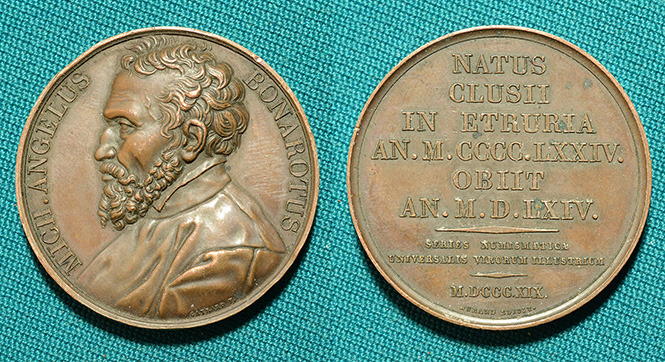 MICH. ANGELUS BONAROTUS
NATUS
CLUSII
IN ETRURIA
AN. M. CCCC. LXXIV.
OBIIT
AN. M. D. LXIV.
SERIES NUMISMATICA
UNIVERSALIS VIRORUM ILLUSTRIUM
M.DCCC.XIX.